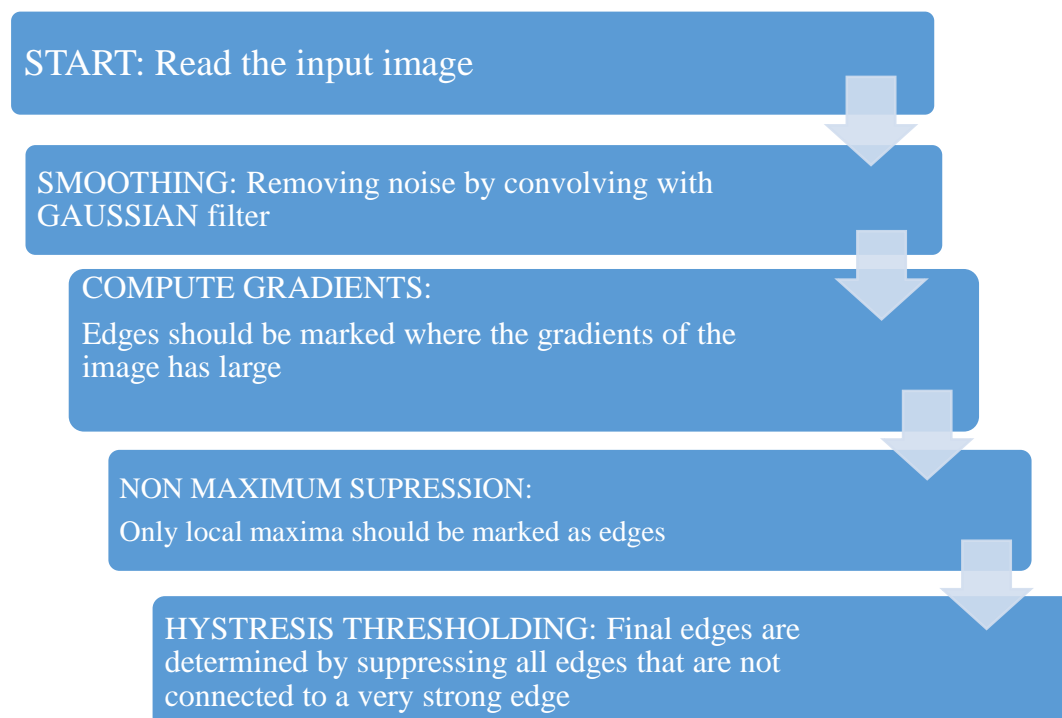 START: Read the input image
SMOOTHING: Removing noise by convolving with
GAUSSIAN filter
COMPUTE GRADIENTS:
Edges should be marked where the gradients of the
image has large
NON MAXIMUM SUPRESSION:
Only local maxima should be marked as edges
HYSTRESIS THRESHOLDING: Final edges are
determined by suppressing all edges that are not
connected to a very strong edge